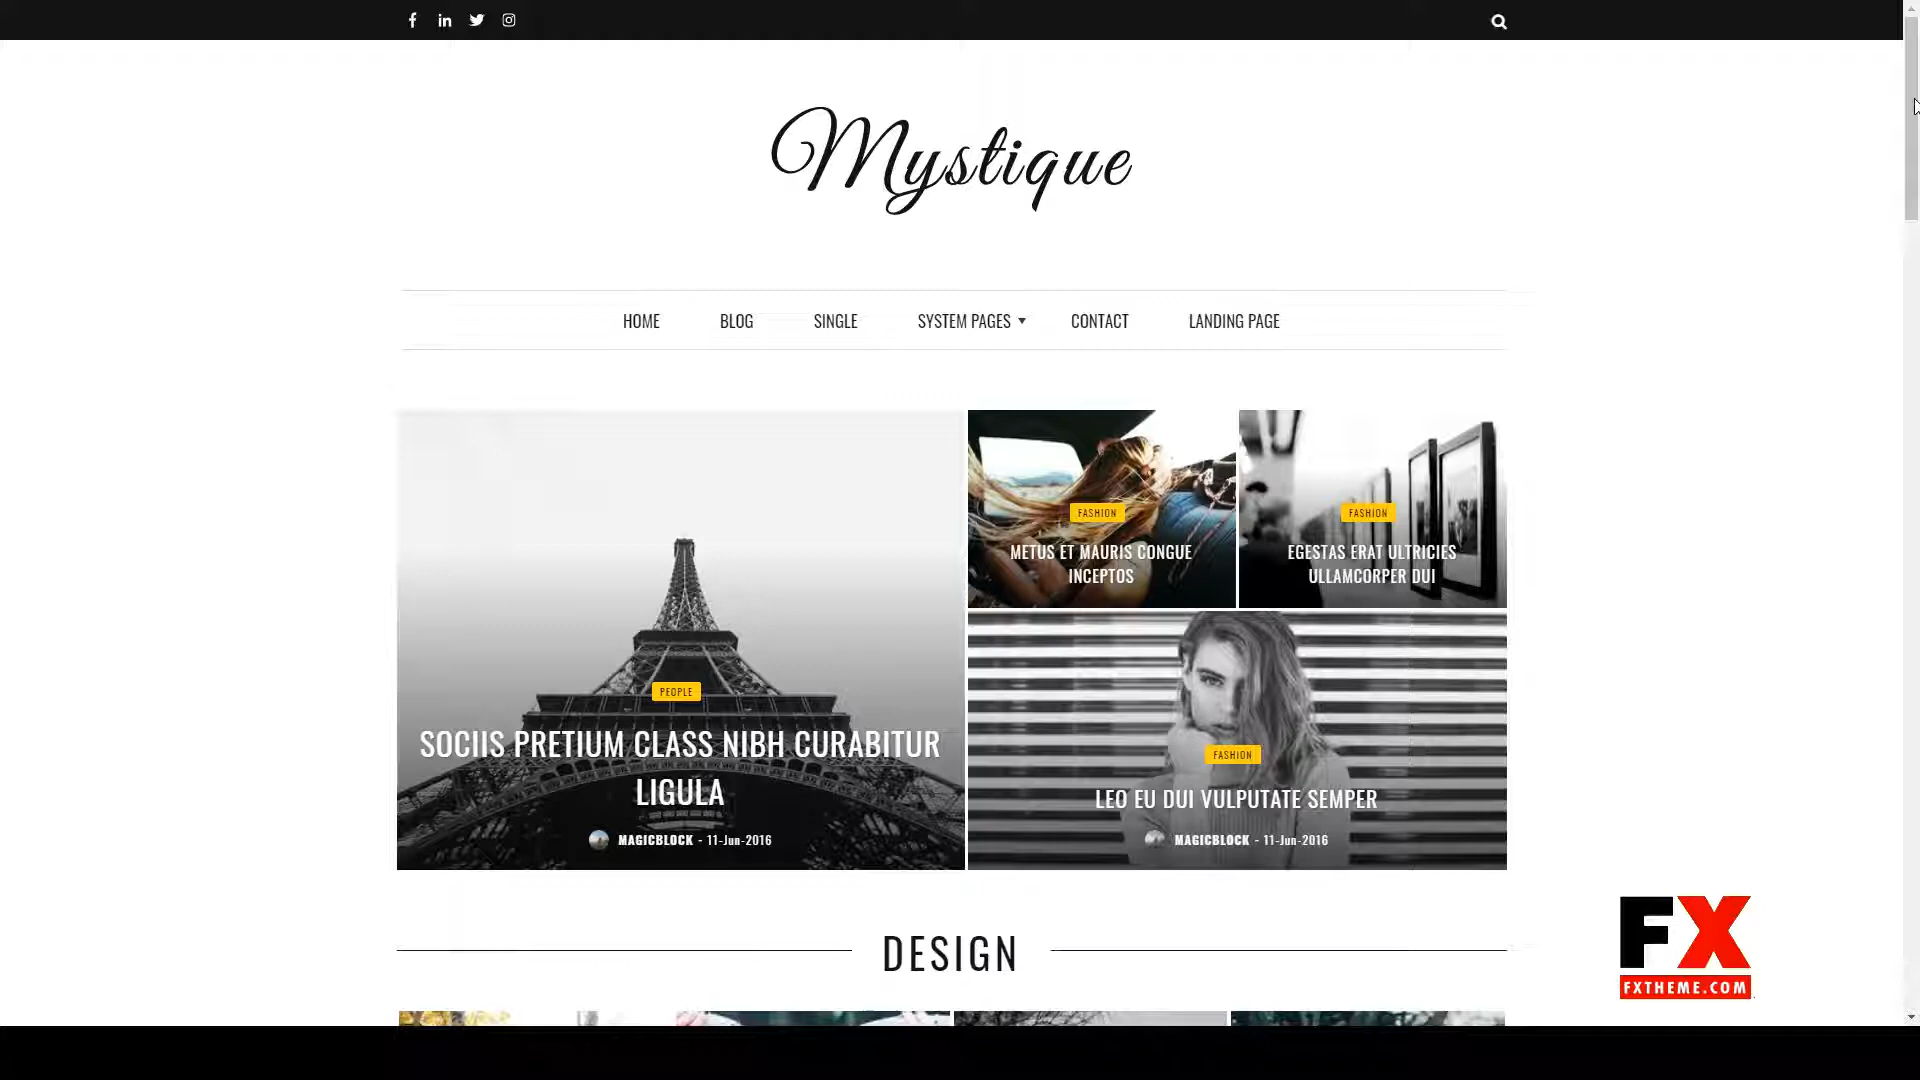 Mystique
HOME BLOG SINGLE SYSTEM PAGES CONTACT LANDING PAGE
PEOPLE
SOCIIS PRETIUM CLASS NIBH CURABITUR
LIGULA
MAGICBLOCK - 11-Jun-2016
FASHION
METUS ET MAURIS CONGUE
INCEPTOS
FASHION
EGESTAS ERAT ULTRICIES
ULLAMCORPER DUI
FASHION
LEO EU DUI VULPUTATE SEMPER
MAGICBLOCK - 11-Jun-2016
DESIGN
FX
FXTHEME.COM